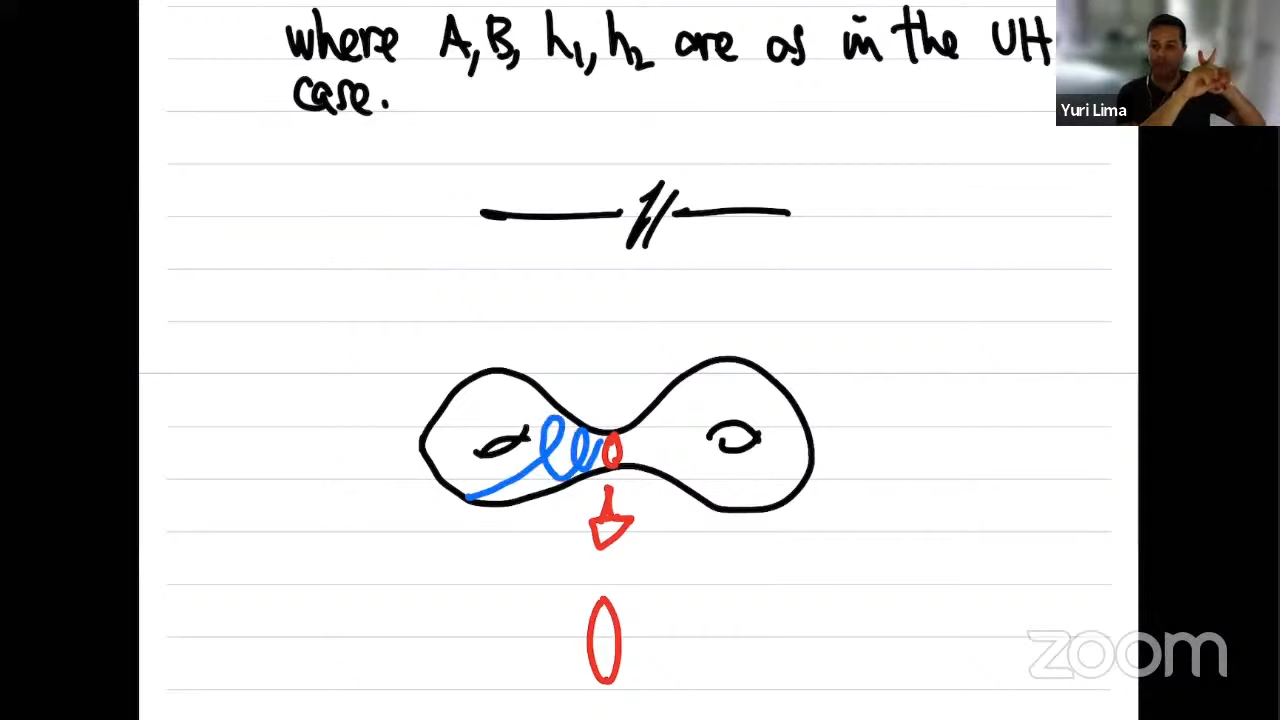 where A, B, h₁, h₂ are as in the UH
case.
Yuri Lima
zoom